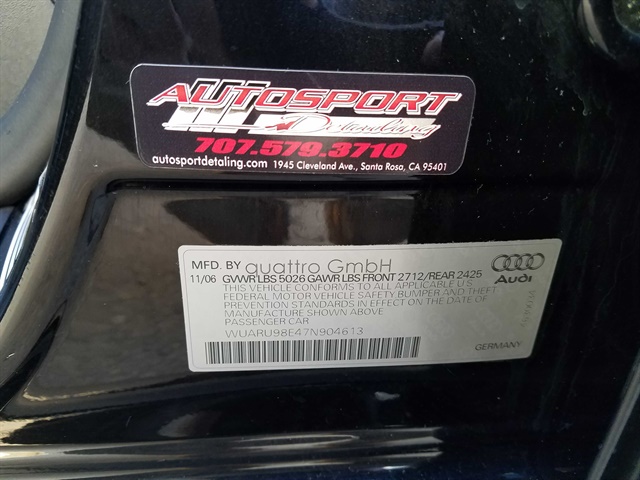 AUTOSPORT
Detailing
707.579.3710
autosportdetaling.com 1945 Cleveland Ave., Santa Rosa, CA 95401
MFD. BY quattro GmbH
11/06 GVWR LBS 5026 GAWR LBS FRONT 2712/REAR 2425
THIS VEHICLE CONFORMS TO ALL APPLICABLE U S
FEDERAL MOTOR VEHICLE SAFETY BUMPER AND THEFT
PREVENTION STANDARDS IN EFFECT ON THE DATE OF
MANUFACTURE SHOWN ABOVE
PASSENGER CAR
WUARU98E47N904613
Audi
GERMANY